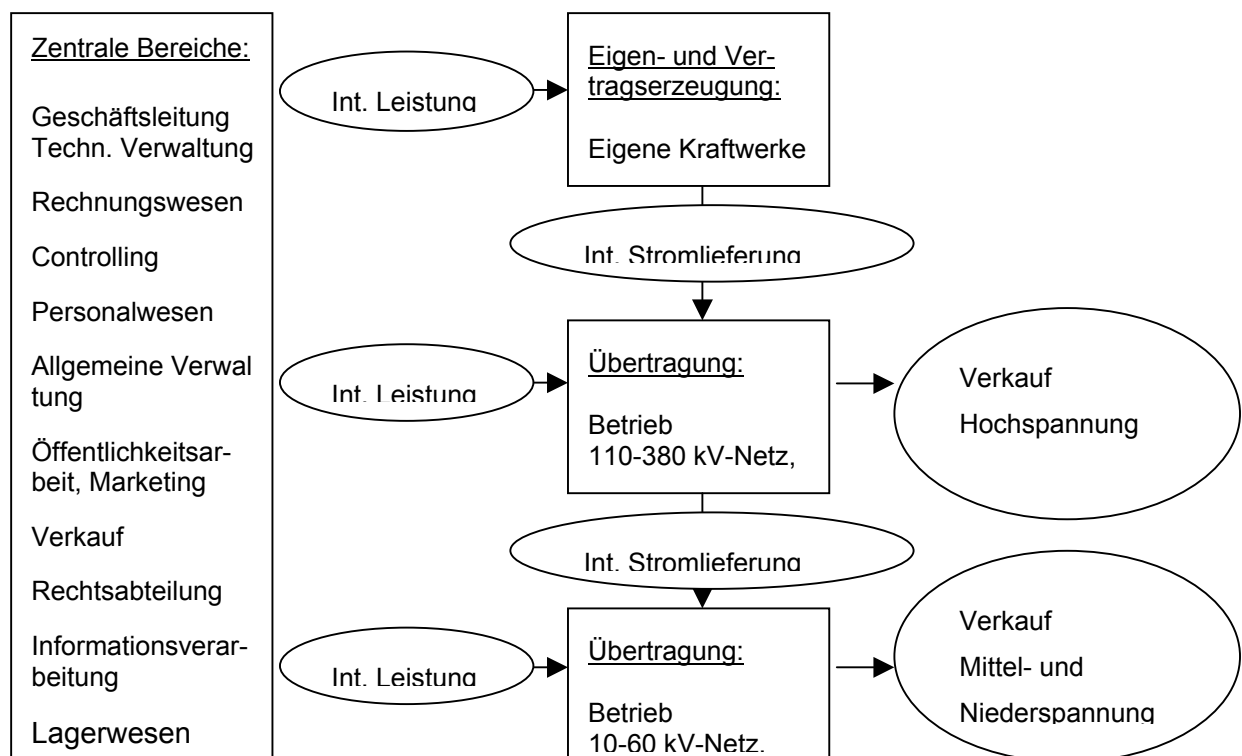 Zentrale Bereiche:
Geschäftsleitung
Techn. Verwaltung
Rechnungswesen
Controlling
Personalwesen
Allgemeine Verwal
tung
Öffentlichkeitsar-
beit, Marketing
Verkauf
Rechtsabteilung
Informationsverar-
beitung
Lagerwesen
Int. Leistung
Eigen- und Ver-
tragserzeugung:
Eigene Kraftwerke
Int. Stromlieferung
Int. Leistung
Übertragung:
Betrieb
110-380 kV-Netz,
Verkauf
Hochspannung
Int. Stromlieferung
Int. Leistung
Übertragung:
Betrieb
10-60 kV-Netz,
Verkauf
Mittel- und
Niederspannung